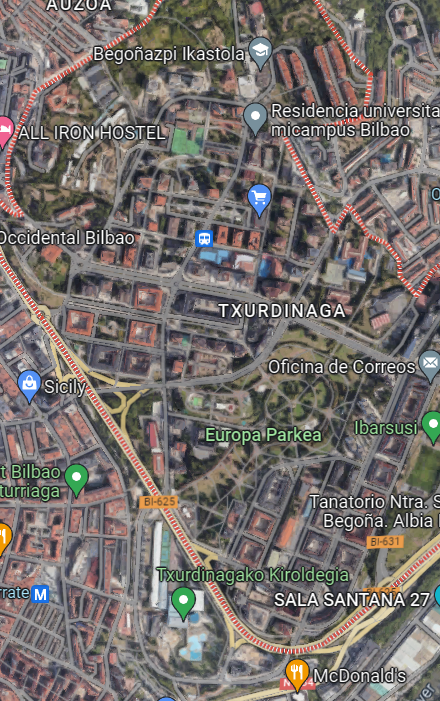 AUZOA
Begoñazpi Ikastola
Residencia universita
micampus Bilbao
ALL IRON HOSTEL
Occidental Bilbao
TXURDINAGA
Oficina de Correos
Sicily
Europa Parkea
Ibarsusi
t Bilbao
turriaga
BI-625
Tanatorio Ntra. S
Begoña. Albia
BI-631
Txurdinagako Kiroldegia
rrate M
SALA SANTANA 27
McDonald's